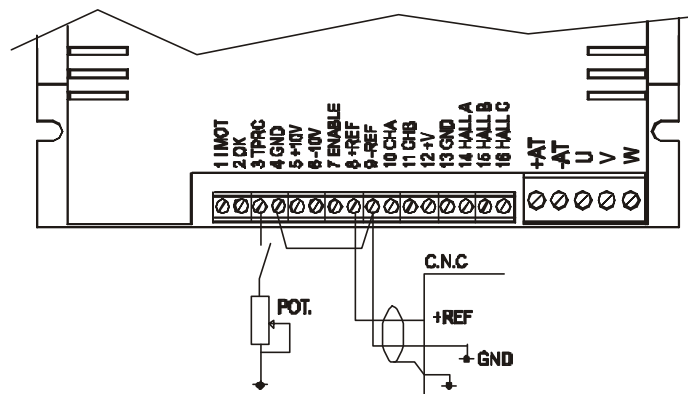 1 IMOT
2 OK
3 TPRC
4 GND
5 +10V
6 -10V
7 ENABLE
8 +REF
9 -REF
10 CHA
11 CHB
12 +V
13 GND
14 HALL A
15 HALL B
16 HALL C
+AT
-AT
U
V
W
C.N.C
POT.
+REF
GND